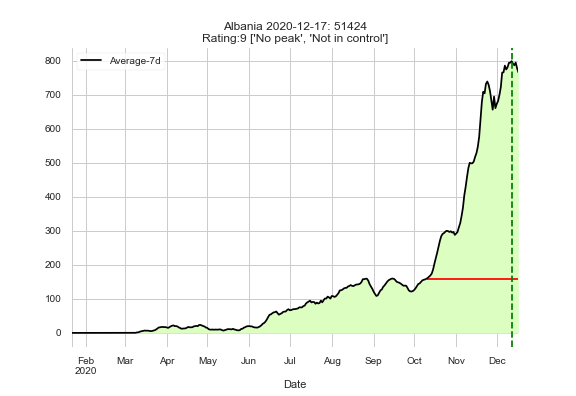 Albania 2020-12-17: 51424
Rating:9 ['No peak', 'Not in control']
Average-7d
800
700
600
500
400
300
200
100
0
Feb Mar Apr May Jun Jul Aug Sep Oct Nov Dec
2020
Date